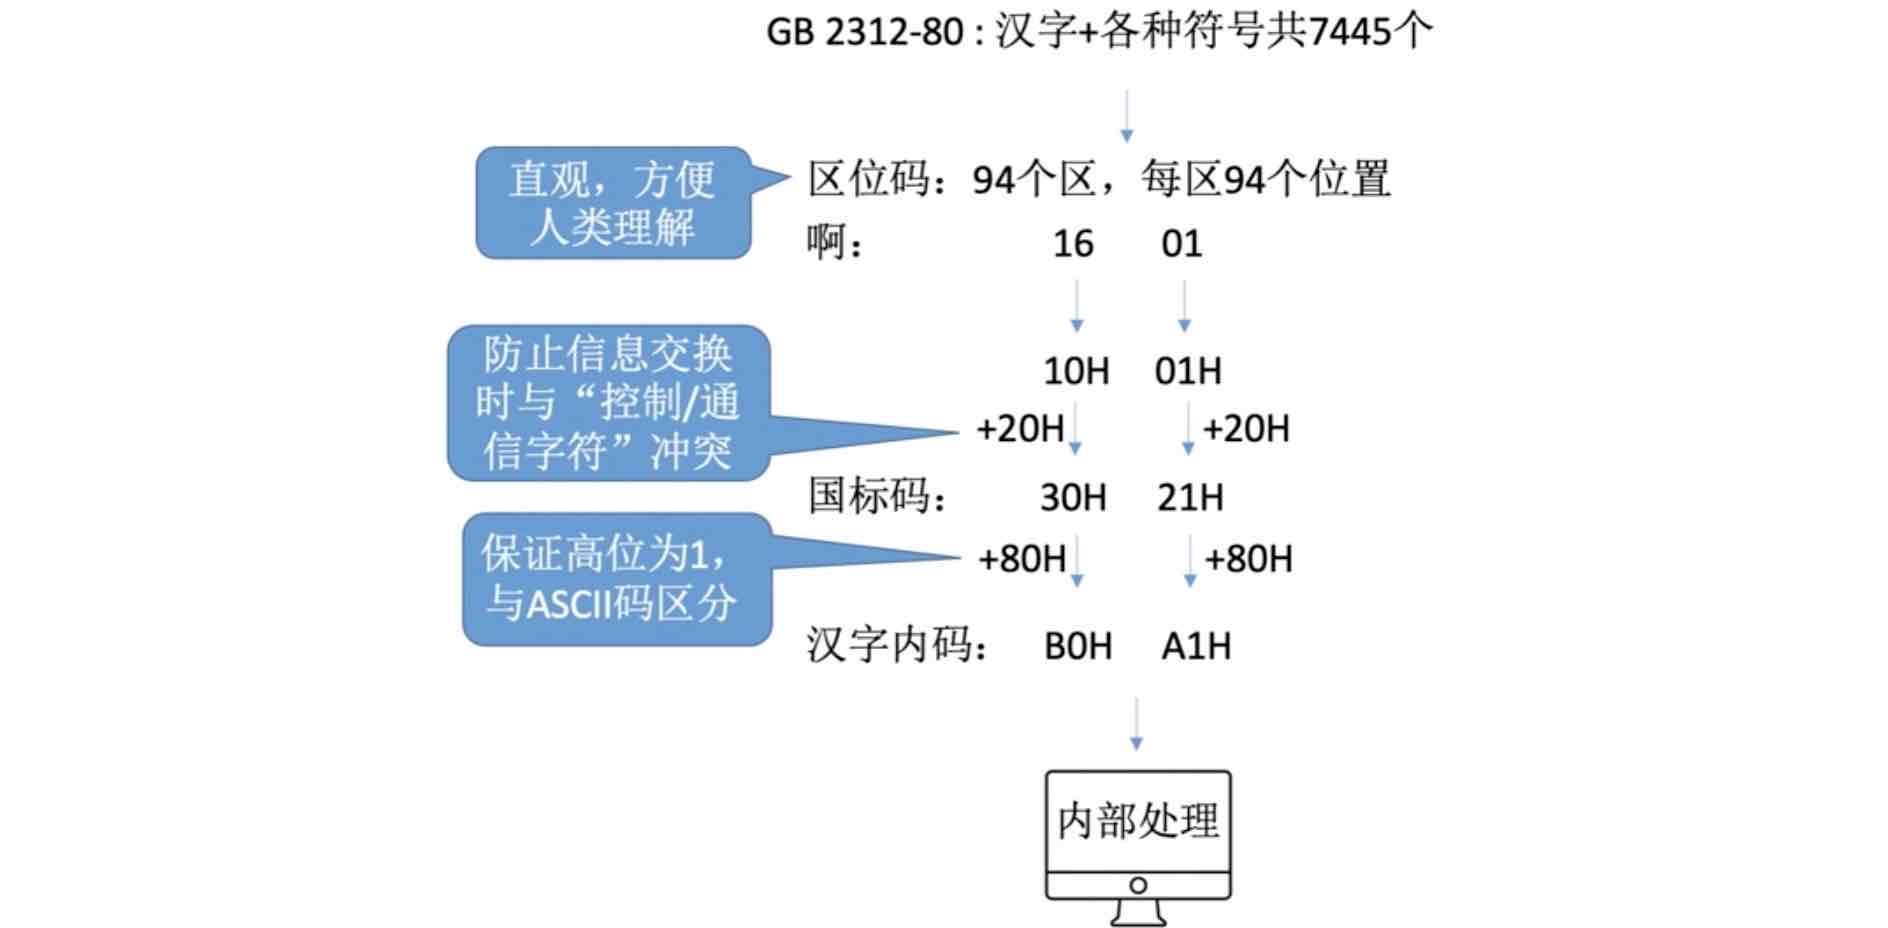 GB 2312-80 : 汉字+各种符号共7445个
直观，方便
人类理解
区位码：94个区，每区94个位置
啊： 16 01
防止信息交换
时与“控制/通
信字符”冲突
10H 01H
+20H +20H
国标码： 30H 21H
保证高位为1，
与ASCII码区分
+80H +80H
汉字内码： B0H A1H
内部处理